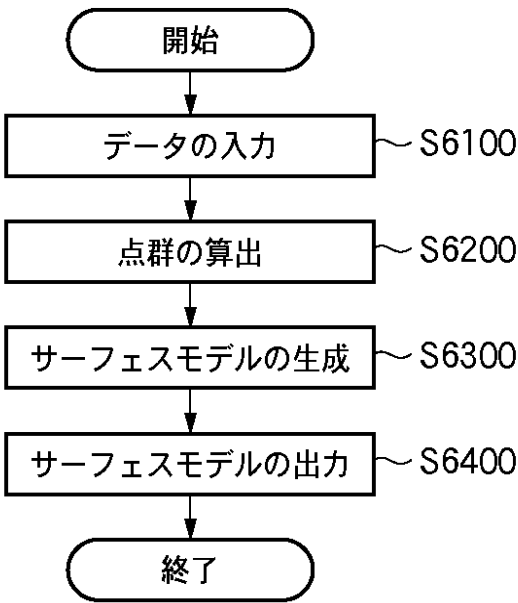 開始
データの入力 S6100
点群の算出 S6200
サーフェスモデルの生成 S6300
サーフェスモデルの出力 S6400
終了